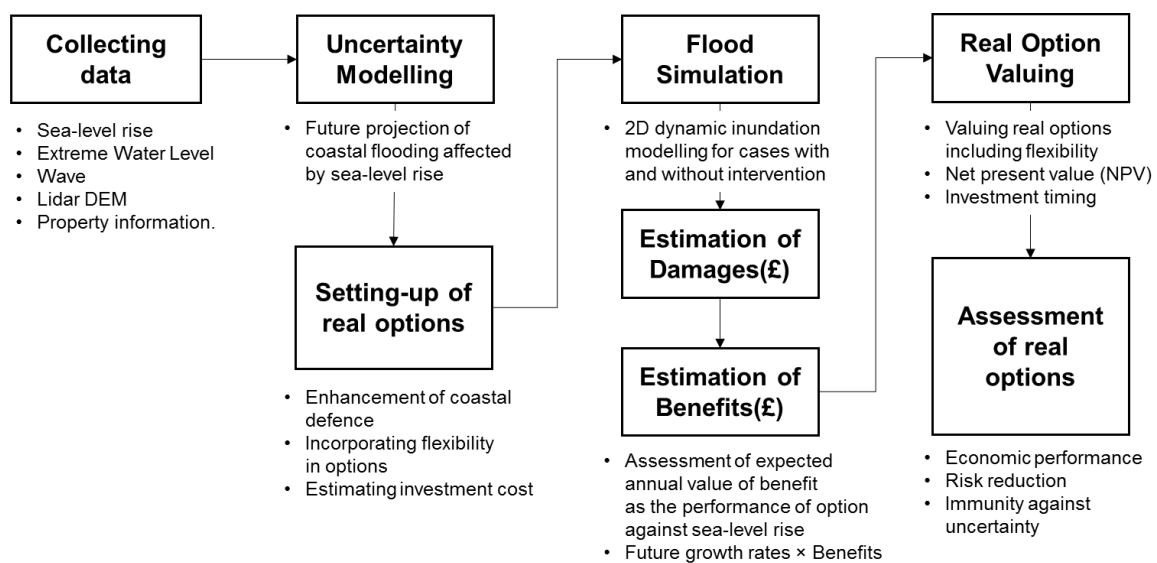 Collecting
data
• Sea-level rise
• Extreme Water Level
• Wave
• Lidar DEM
• Property information.
Uncertainty
Modelling
• Future projection of
coastal flooding affected
by sea-level rise
Setting-up of
real options
• Enhancement of coastal
defence
• Incorporating flexibility
in options
• Estimating investment cost
Flood
Simulation
• 2D dynamic inundation
modelling for cases with
and without intervention
Estimation of
Damages(£)
Estimation of
Benefits(£)
• Assessment of expected
annual value of benefit
as the performance of option
against sea-level rise
• Future growth rates × Benefits
Real Option
Valuing
• Valuing real options
including flexibility
• Net present value (NPV)
• Investment timing
Assessment
of real
options
• Economic performance
• Risk reduction
• Immunity against
uncertainty